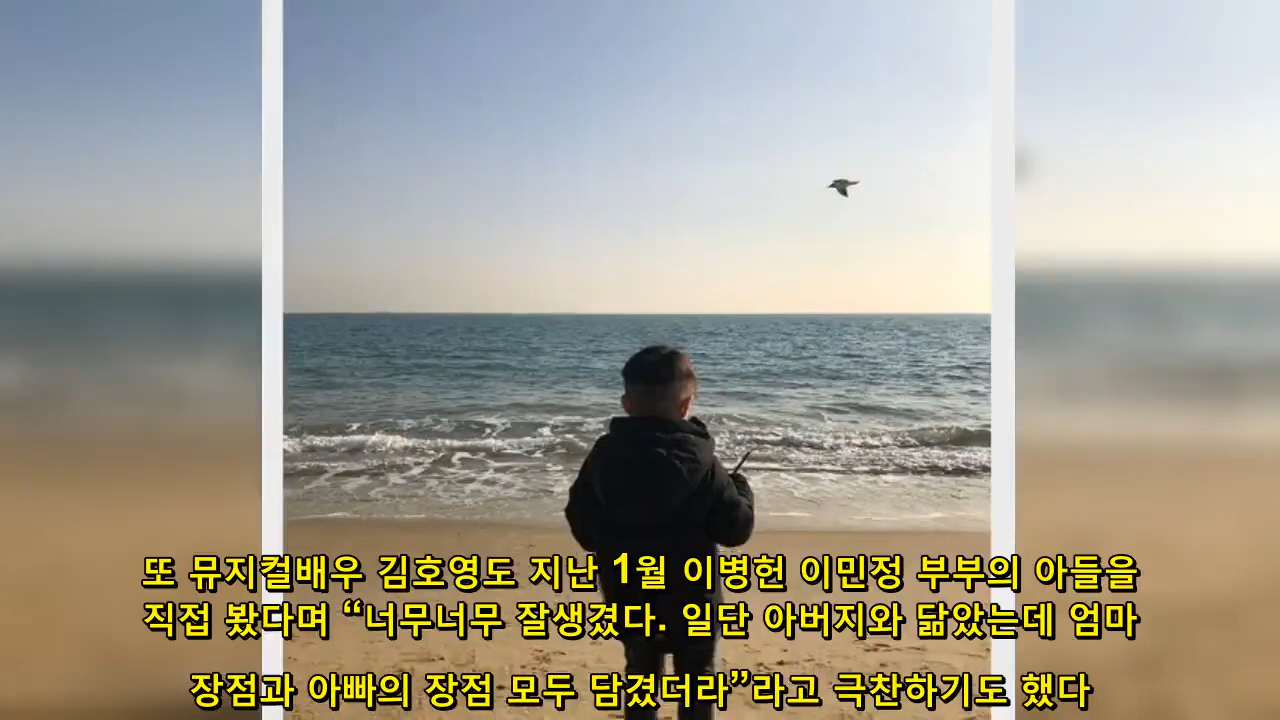 또 뮤지컬배우 김호영도 지난 1월 이병헌 이민정 부부의 아들을
직접 봤다며 “너무너무 잘생겼다. 일단 아버지와 닮았는데 엄마
장점과 아빠의 장점 모두 담겼더라”라고 극찬하기도 했다